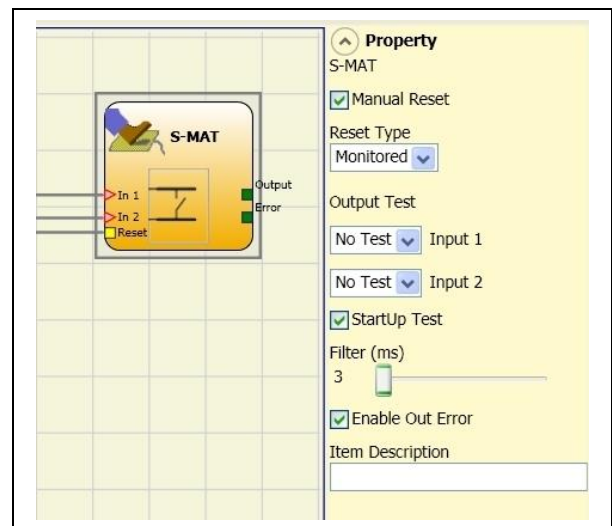 S-MAT
In 1
In 2
Reset
Output
Error
Property
S-MAT
Manual Reset
Reset Type
Monitored
Output Test
No Test Input 1
No Test Input 2
StartUp Test
Filter (ms)
3
Enable Out Error
Item Description